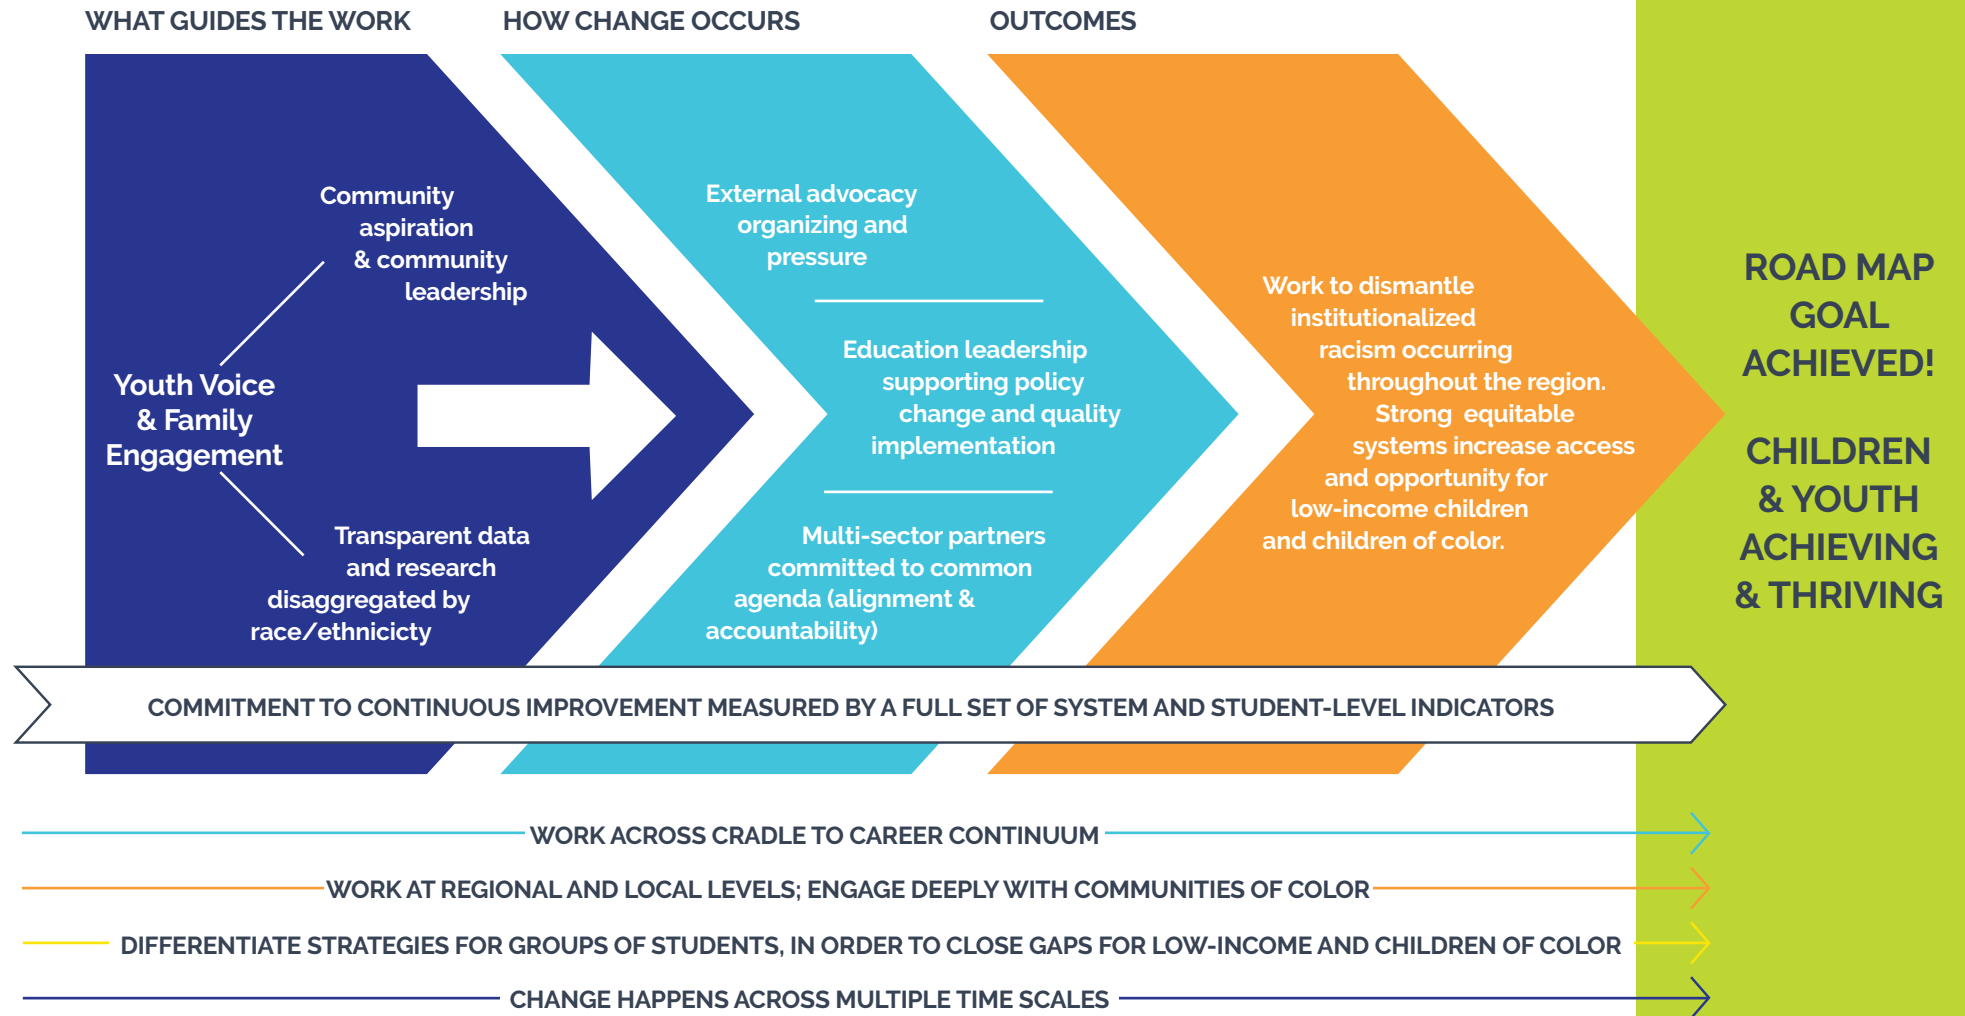 WHAT GUIDES THE WORK
Community
aspiration
& community
leadership
Youth Voice
& Family
Engagement
Transparent data
and research
disaggregated by
race/ethnicicty
HOW CHANGE OCCURS
External advocacy
organizing and
pressure
Education leadership
supporting policy
change and quality
implementation
Multi-sector partners
committed to common
agenda (alignment &
accountability)
OUTCOMES
Work to dismantle
institutionalized
racism occurring
throughout the region.
Strong equitable
systems increase access
and opportunity for
low-income children
and children of color.
ROAD MAP
GOAL
ACHIEVED!
CHILDREN
& YOUTH
ACHIEVING
& THRIVING
COMMITMENT TO CONTINUOUS IMPROVEMENT MEASURED BY A FULL SET OF SYSTEM AND STUDENT-LEVEL INDICATORS
WORK ACROSS CRADLE TO CAREER CONTINUUM
WORK AT REGIONAL AND LOCAL LEVELS; ENGAGE DEEPLY WITH COMMUNITIES OF COLOR
DIFFERENTIATE STRATEGIES FOR GROUPS OF STUDENTS, IN ORDER TO CLOSE GAPS FOR LOW-INCOME AND CHILDREN OF COLOR
CHANGE HAPPENS ACROSS MULTIPLE TIME SCALES